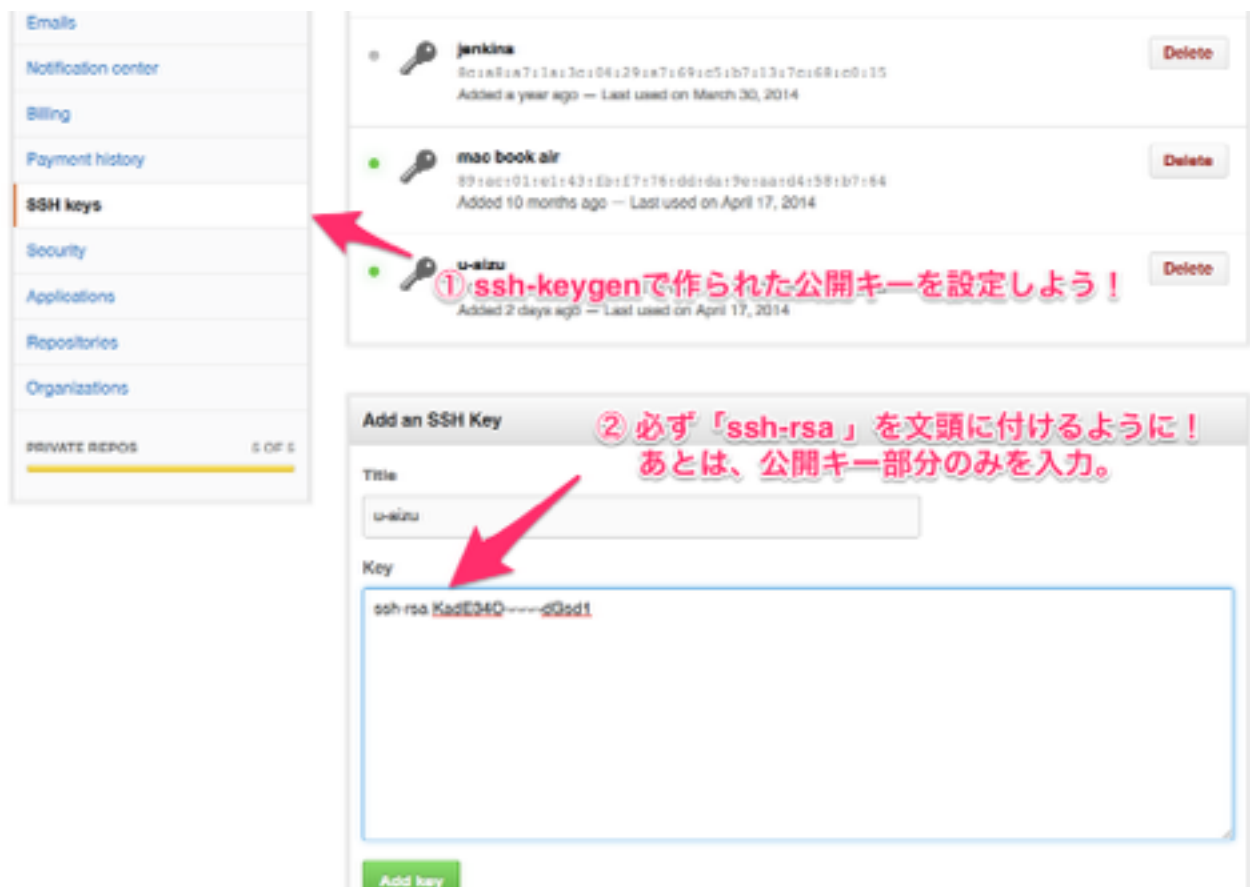 Emails
Notification center
Billing
Payment history
SSH keys
Security
Applications
Repositories
Organizations
PRIVATE REPOS 5 OF 5
jenkins
Delete
Added a year ago — Last used on March 30, 2014
mac book air
Delete
Added 10 months ago — Last used on April 17, 2014
u-aizu
Delete
① ssh-keygenで作られた公開キーを設定しよう！
Added 2 days ago — Last used on April 17, 2014
Add an SSH Key
② 必ず「ssh-rsa 」を文頭に付けるように！
あとは、公開キー部分のみを入力。
Title
u-aizu
Key
ssh-rsa
Add key